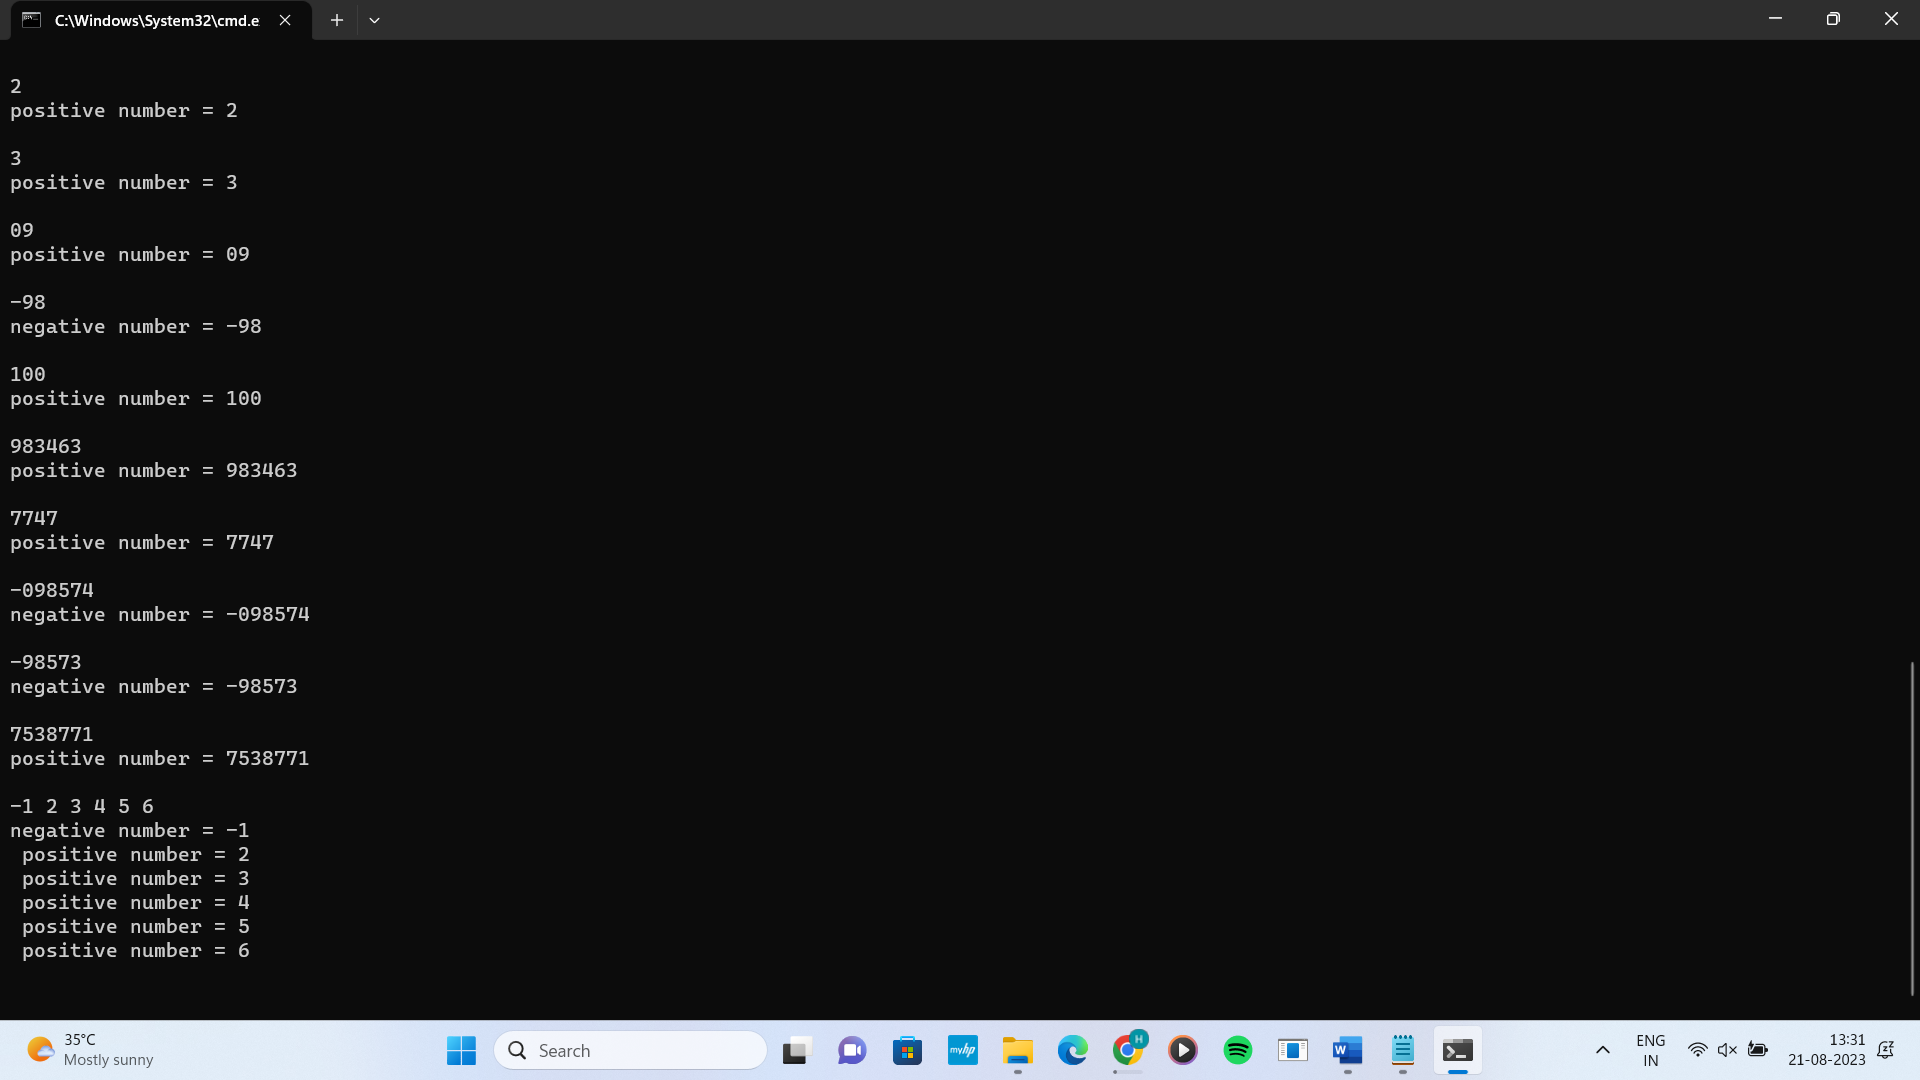 C:\Windows\System32\cmd.e
2
positive number = 2
3
positive number = 3
09
positive number = 09
-98
negative number = -98
100
positive number = 100
983463
positive number = 983463
7747
positive number = 7747
-098574
negative number = -098574
-98573
negative number = -98573
7538771
positive number = 7538771
-1 2 3 4 5 6
negative number = -1
positive number = 2
positive number = 3
positive number = 4
positive number = 5
positive number = 6
35°C
Mostly sunny
Search
myhp
H
W
ENG
IN
13:31
21-08-2023